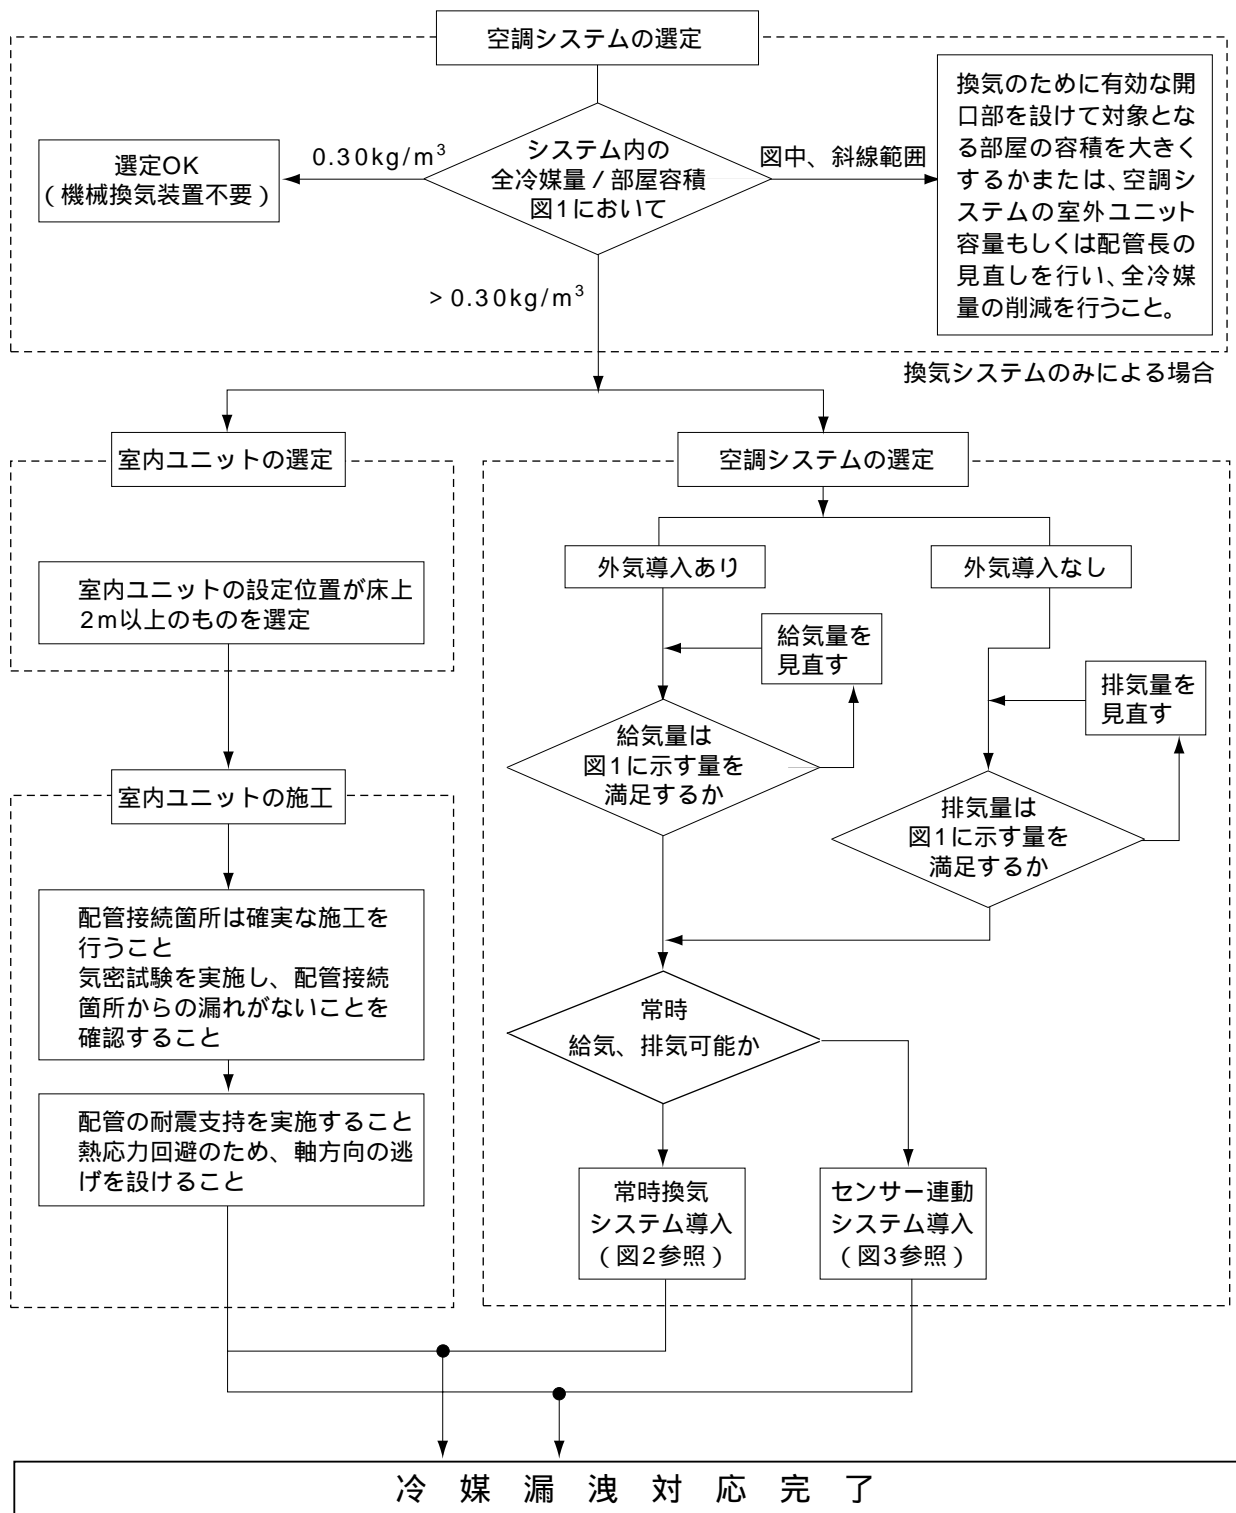 空調システムの選定
システム内の
全冷媒量 / 部屋容積
図1において
0.30kg/m³
選定OK
（機械換気装置不要）
図中、斜線範囲
換気のために有効な開
口部を設けて対象とな
る部屋の容積を大きく
するかまたは、空調シ
ステムの室外ユニット
容量もしくは配管長の
見直しを行い、全冷媒
量の削減を行うこと。
＞0.30kg/m³
換気システムのみによる場合
室内ユニットの選定
室内ユニットの設定位置が床上
2m以上のものを選定
室内ユニットの施工
配管接続箇所は確実な施工を
行うこと
気密試験を実施し、配管接続
箇所からの漏れがないことを
確認すること
配管の耐震支持を実施すること
熱応力回避のため、軸方向の逃
げを設けること
空調システムの選定
外気導入あり
外気導入なし
給気量を
見直す
給気量は
図1に示す量を
満足するか
排気量を
見直す
排気量は
図1に示す量を
満足するか
常時
給気、排気可能か
常時換気
システム導入
（図2参照）
センサー連動
システム導入
（図3参照）
冷媒漏洩対応完了